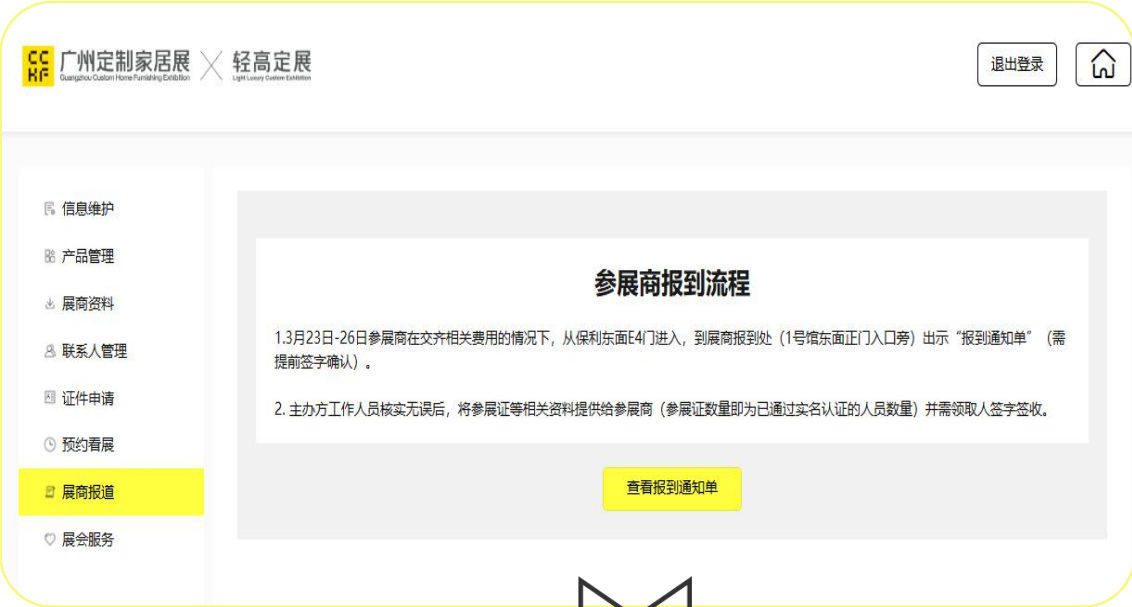 CC
HF
广州定制家居展
Guangzhou Custom Home Furnishing Exhibition
轻高定展
Light Luxury Custom Exhibition
退出登录
信息维护
产品管理
展商资料
联系人管理
证件申请
预约看展
展商报道
展会服务
参展商报到流程
1.3月23日-26日参展商在交齐相关费用的情况下，从保利东面E4门进入，到展商报到处（1号馆东面正门入口旁）出示“报到通知单”（需
提前签字确认）。
2. 主办方工作人员核实无误后，将参展证等相关资料提供给参展商（参展证数量即为已通过实名认证的人员数量）并需领取人签字签收。
查看报到通知单